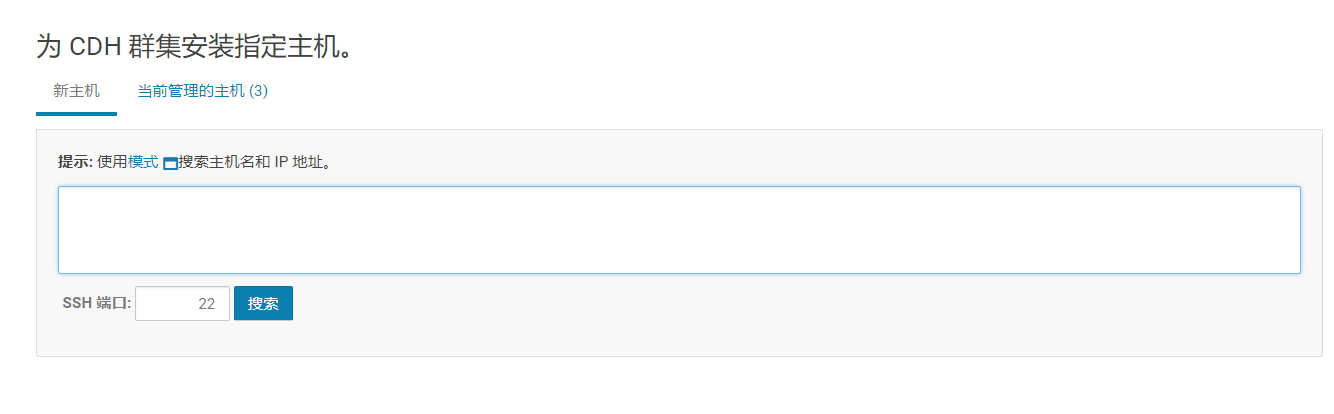 为 CDH 群集安装指定主机。
新主机 当前管理的主机 (3)
提示: 使用模式 搜索主机名和 IP 地址。
SSH 端口: 22 搜索